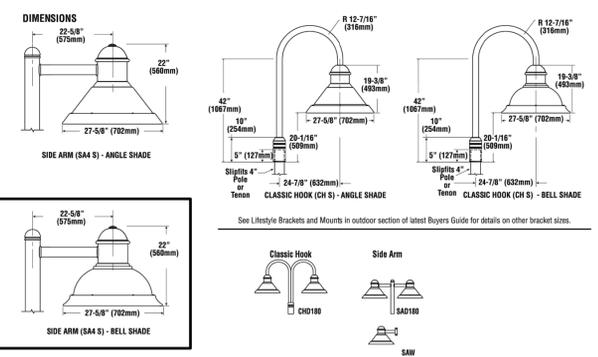 DIMENSIONS
22-5/8"
(575mm)
22"
(560mm)
27-5/8" (702mm)
SIDE ARM (SA4 S) - ANGLE SHADE
R 12-7/16"
(316mm)
19-3/8"
(493mm)
42"
(1067mm)
27-5/8" (702mm)
10"
(254mm)
20-1/16"
(509mm)
5" (127mm)
Slipfits 4"
Pole
or
Tenon
24-7/8" (632mm)
CLASSIC HOOK (CH S) - ANGLE SHADE
R 12-7/16"
(316mm)
19-3/8"
(493mm)
42"
(1067mm)
27-5/8" (702mm)
10"
(254mm)
20-1/16"
(509mm)
5" (127mm)
Slipfits 4"
Pole
or
Tenon
24-7/8" (632mm)
CLASSIC HOOK (CH S) - BELL SHADE
22-5/8"
(575mm)
22"
(560mm)
27-5/8" (702mm)
SIDE ARM (SA4 S) - BELL SHADE
See Lifestyle Brackets and Mounts in outdoor section of latest Buyers Guide for details on other bracket sizes.
Classic Hook
CHD180
Side Arm
SAD180
SAW